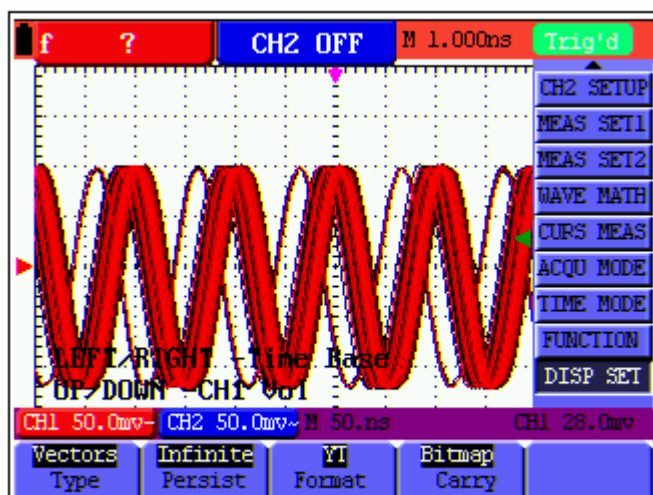 f ? CH2 OFF M 1.000ns Trig'd
CH2 SETUP
MEAS SET1
MEAS SET2
WAVE MATH
CURS MEAS
ACQU MODE
TIME MODE
FUNCTION
DISP SET
LEFT/RIGHT -Time Base
UP/DOWN -CH1 Vol
CH1 50.0mv- CH2 50.0mv~ M 50.ns CH1 28.0mv
Vectors Infinite YT Bitmap
Type Persist Format Carry